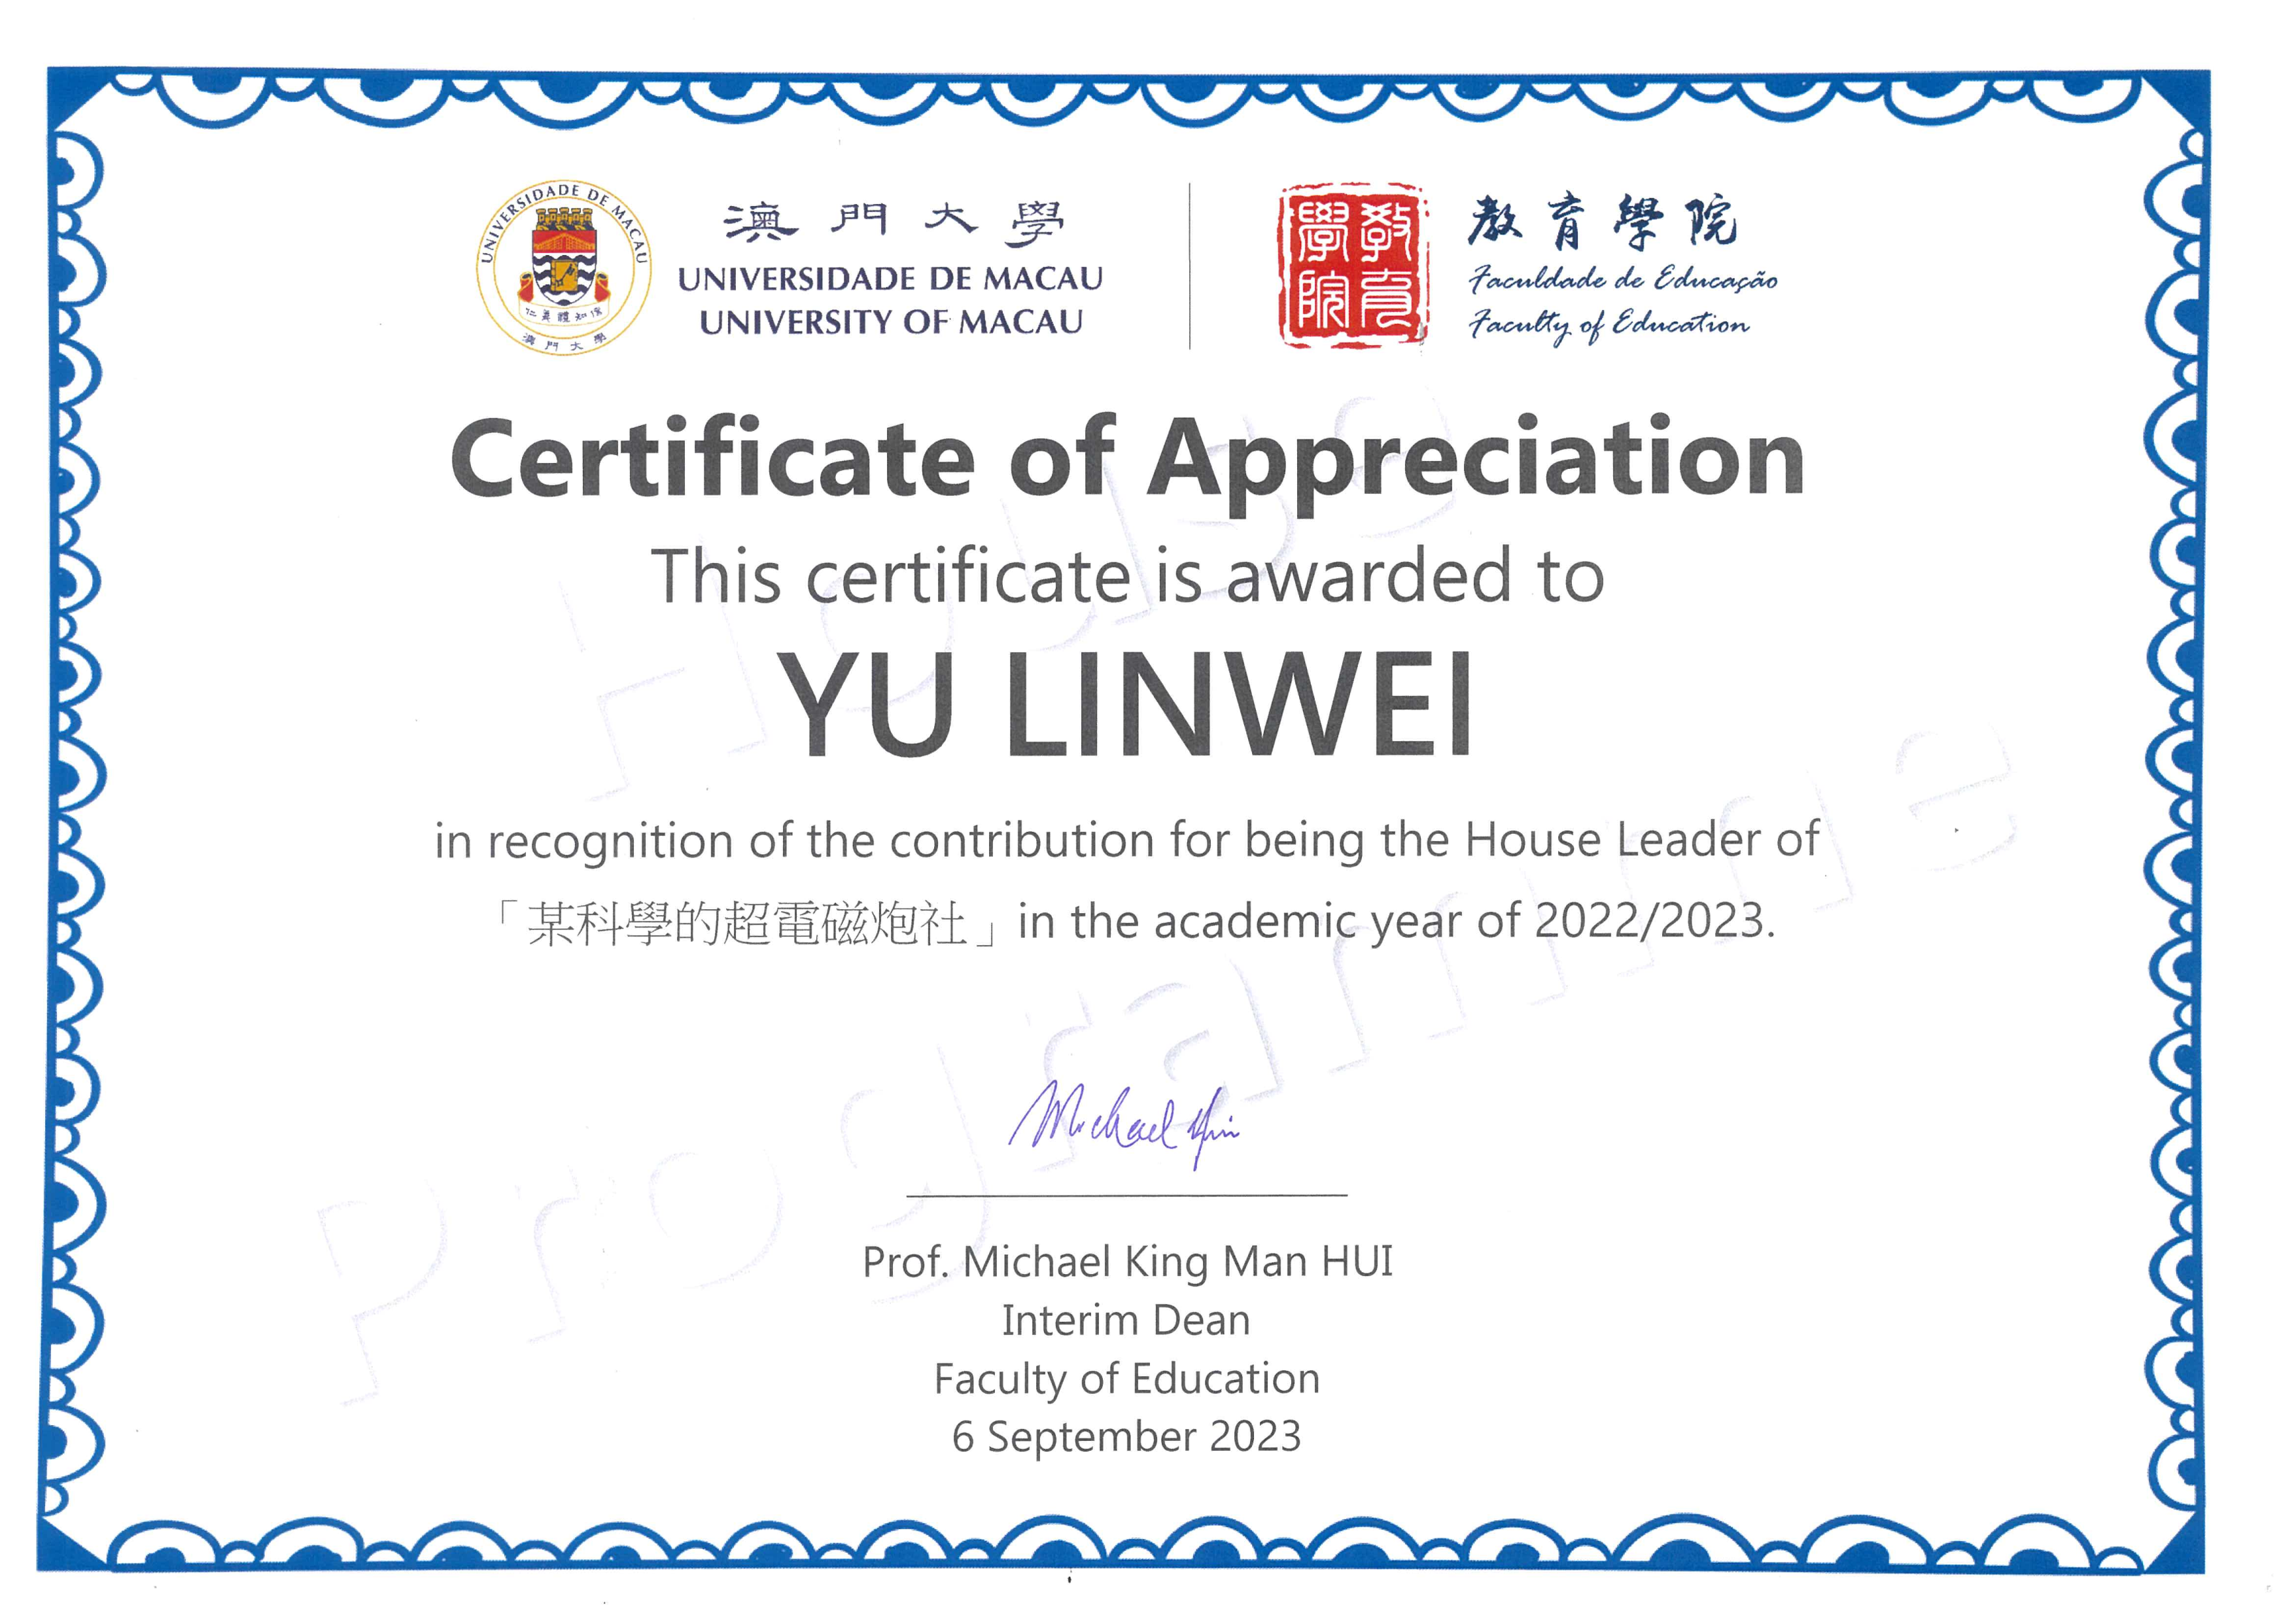 UNIVERSIDADE DE MACAU
仁義禮知信
澳門大學
澳門大學
UNIVERSIDADE DE MACAU
UNIVERSITY OF MACAU
教育學院
教育學院
Faculdade de Educação
Faculty of Education
Certificate of Appreciation
This certificate is awarded to
YU LINWEI
in recognition of the contribution for being the House Leader of
「某科學的超電磁炮社」in the academic year of 2022/2023.
House
Programme
Michael Hui
Prof. Michael King Man HUI
Interim Dean
Faculty of Education
6 September 2023